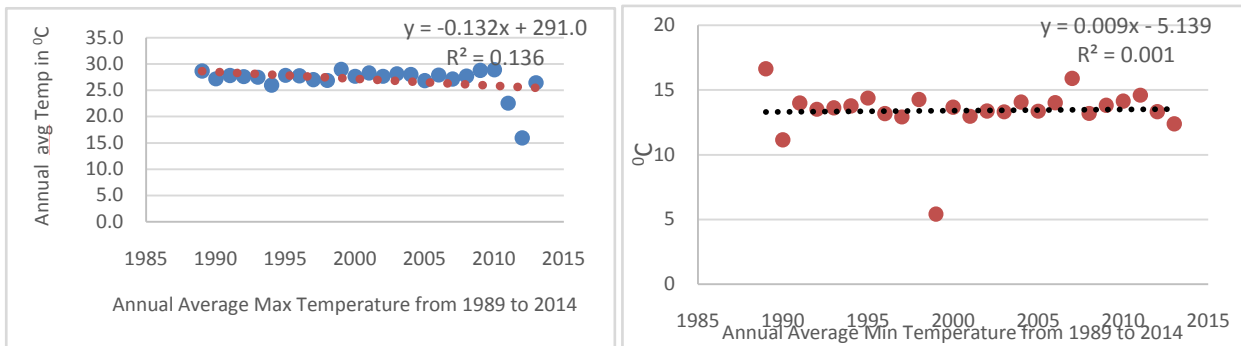 y = -0.132x + 291.0
R² = 0.136
Annual avg Temp in ⁰C
35.0
30.0
25.0
20.0
15.0
10.0
5.0
0.0
1985 1990 1995 2000 2005 2010 2015
Annual Average Max Temperature from 1989 to 2014
y = 0.009x - 5.139
R² = 0.001
⁰C
20
15
10
5
0
1985 1990 1995 2000 2005 2010 2015
Annual Average Min Temperature from 1989 to 2014